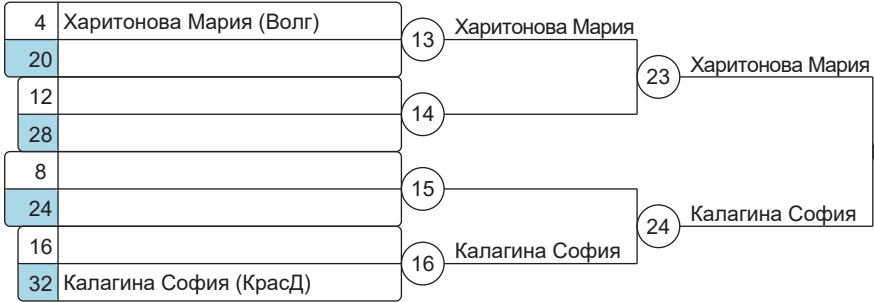 4 Харитонова Мария (Волг)
13 Харитонова Мария
20
23 Харитонова Мария
12
14
28
8
15
24
24 Калагина София
16
16 Калагина София
32 Калагина София (КрасД)